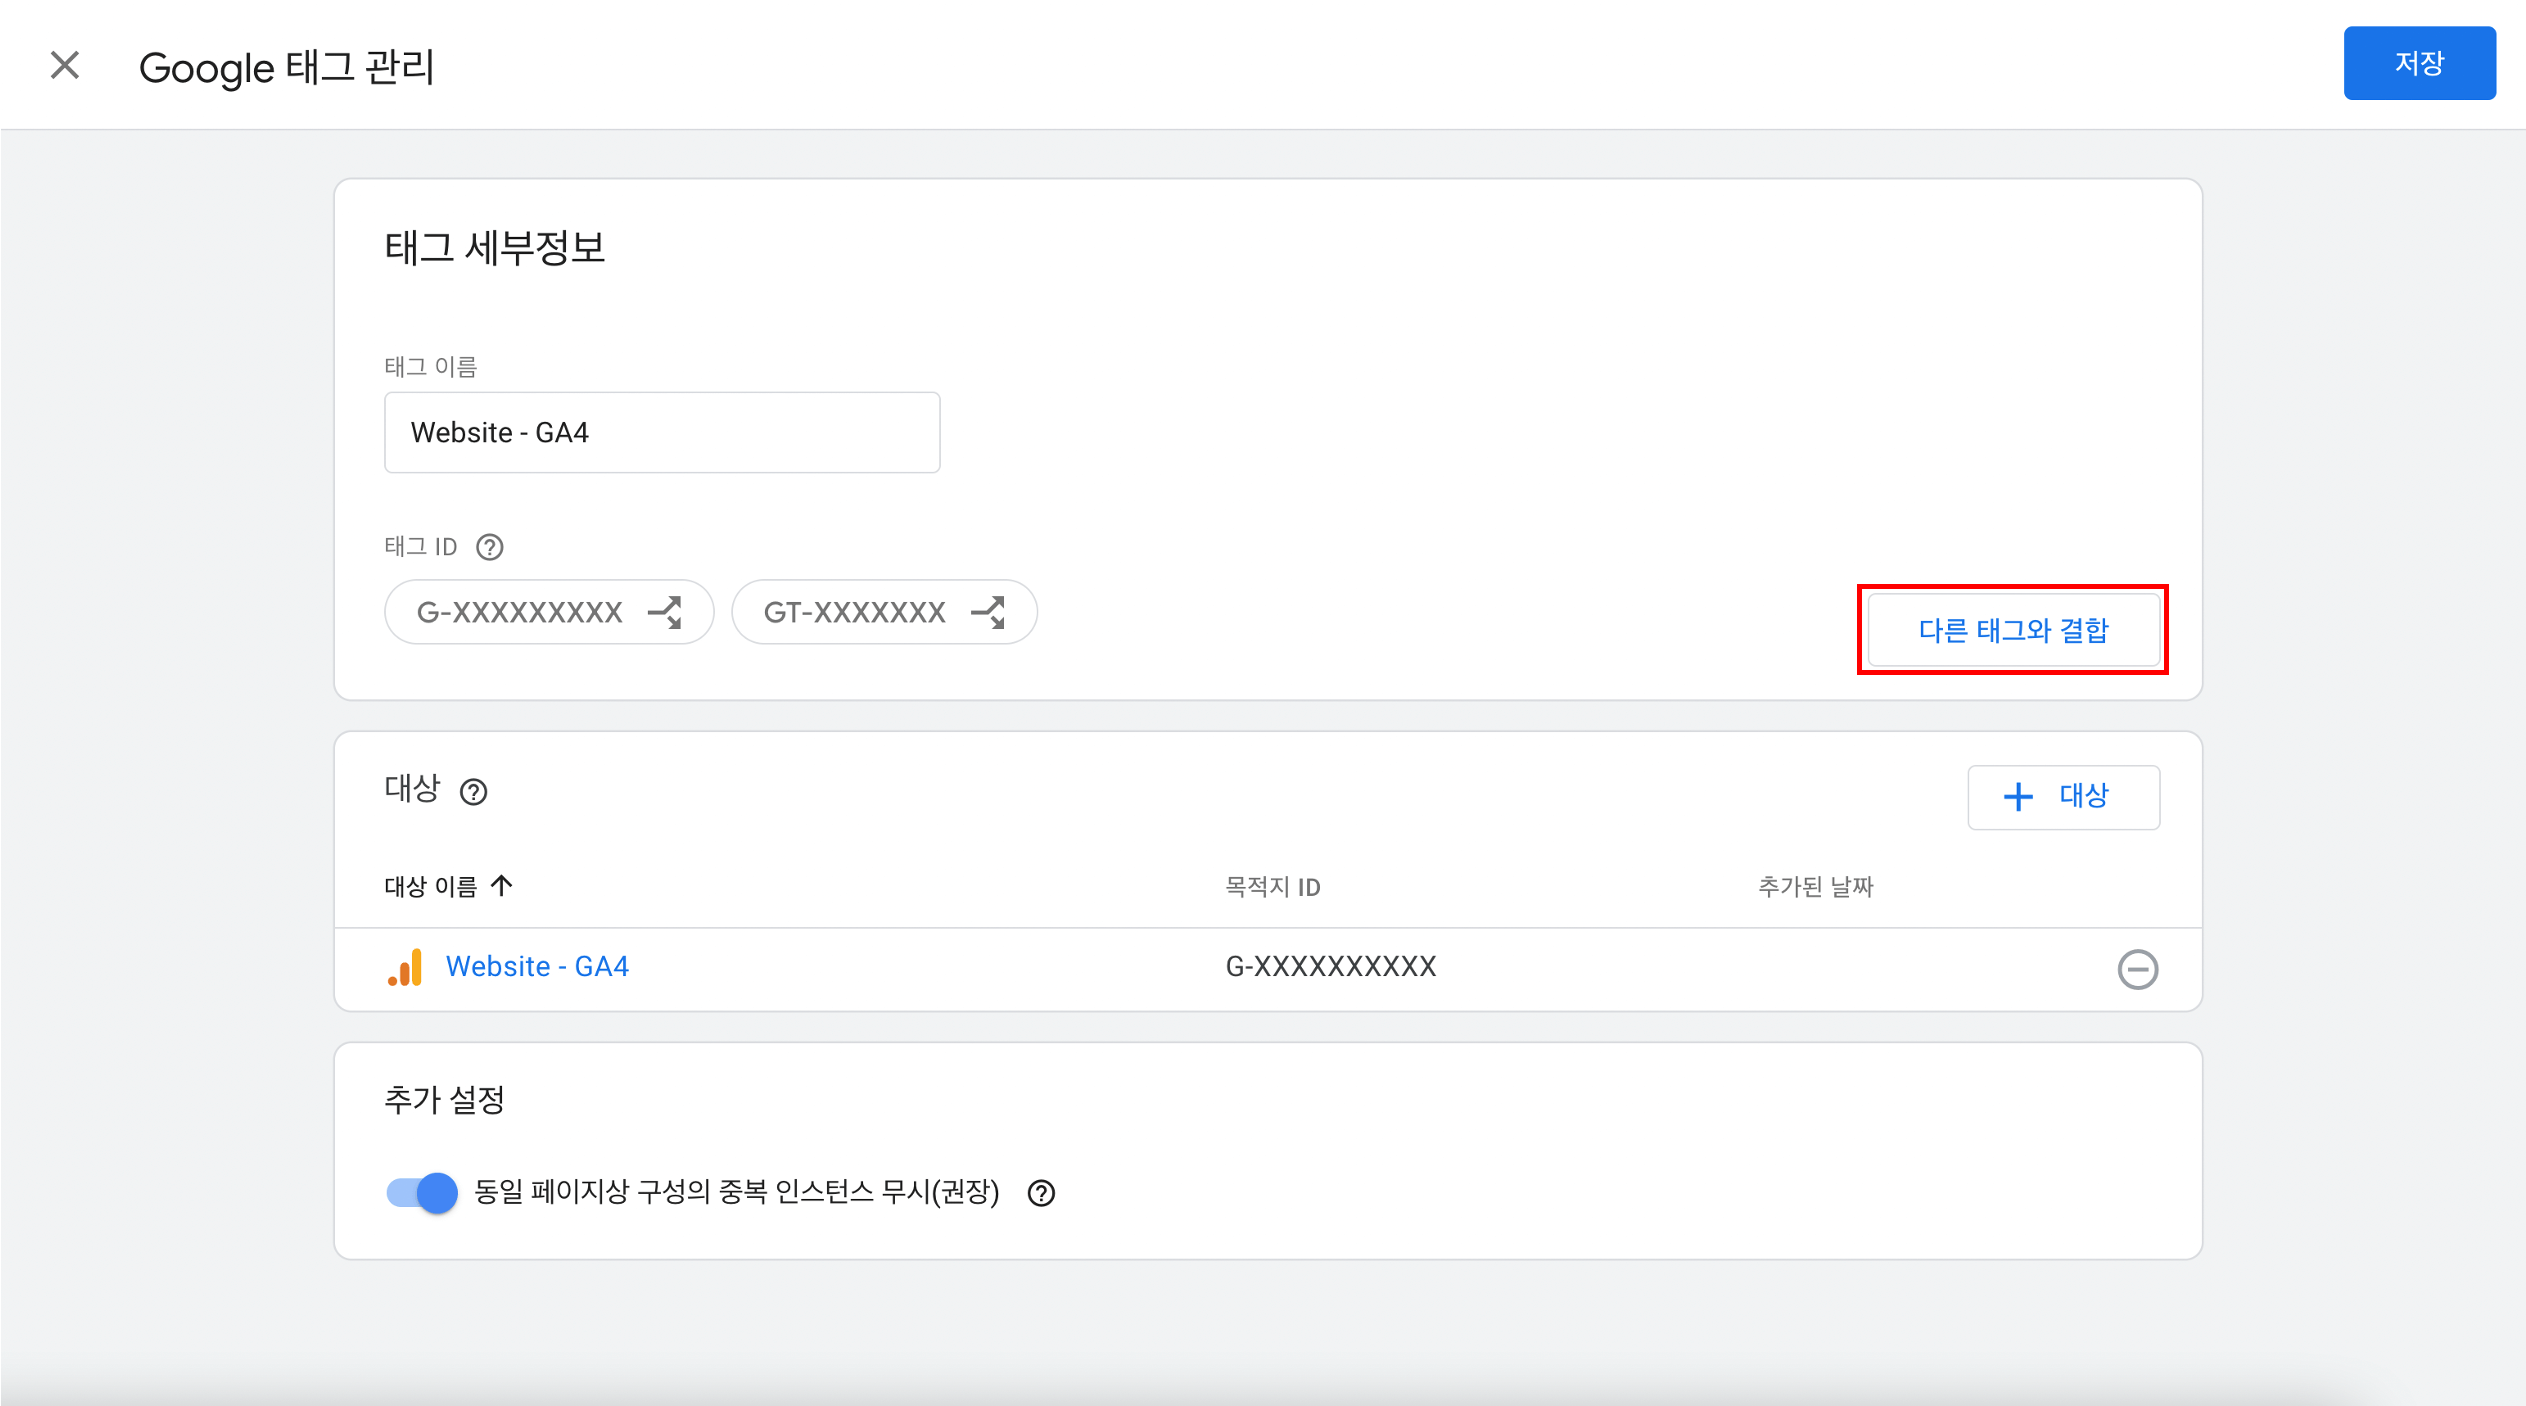 Google 태그 관리
저장
태그 세부정보
태그 이름
Website - GA4
태그 ID
G-XXXXXXXXX
GT-XXXXXXX
다른 태그와 결합
대상
대상
대상 이름
목적지 ID
추가된 날짜
Website - GA4
G-XXXXXXXXXX
추가 설정
동일 페이지상 구성의 중복 인스턴스 무시(권장)